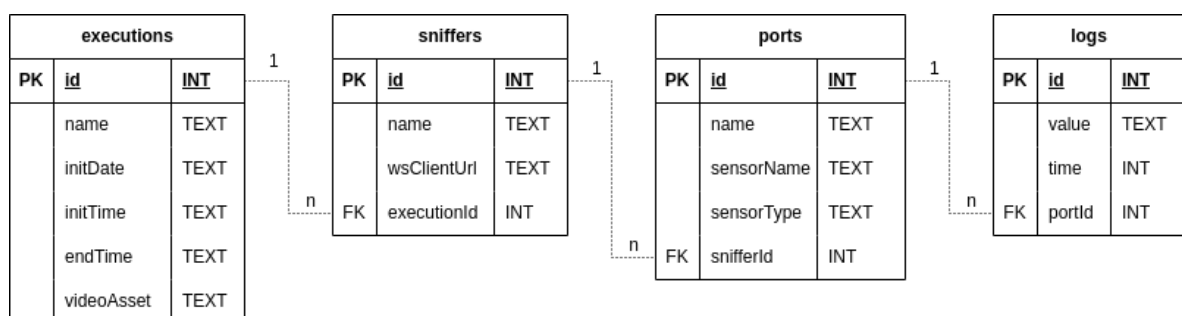 executions
PK id INT
name TEXT
initDate TEXT
initTime TEXT
endTime TEXT
videoAsset TEXT
1
n
sniffers
PK id INT
name TEXT
wsClientUrl TEXT
FK executionId INT
1
n
ports
PK id INT
name TEXT
sensorName TEXT
sensorType TEXT
FK snifferId INT
1
n
logs
PK id INT
value TEXT
time INT
FK portId INT